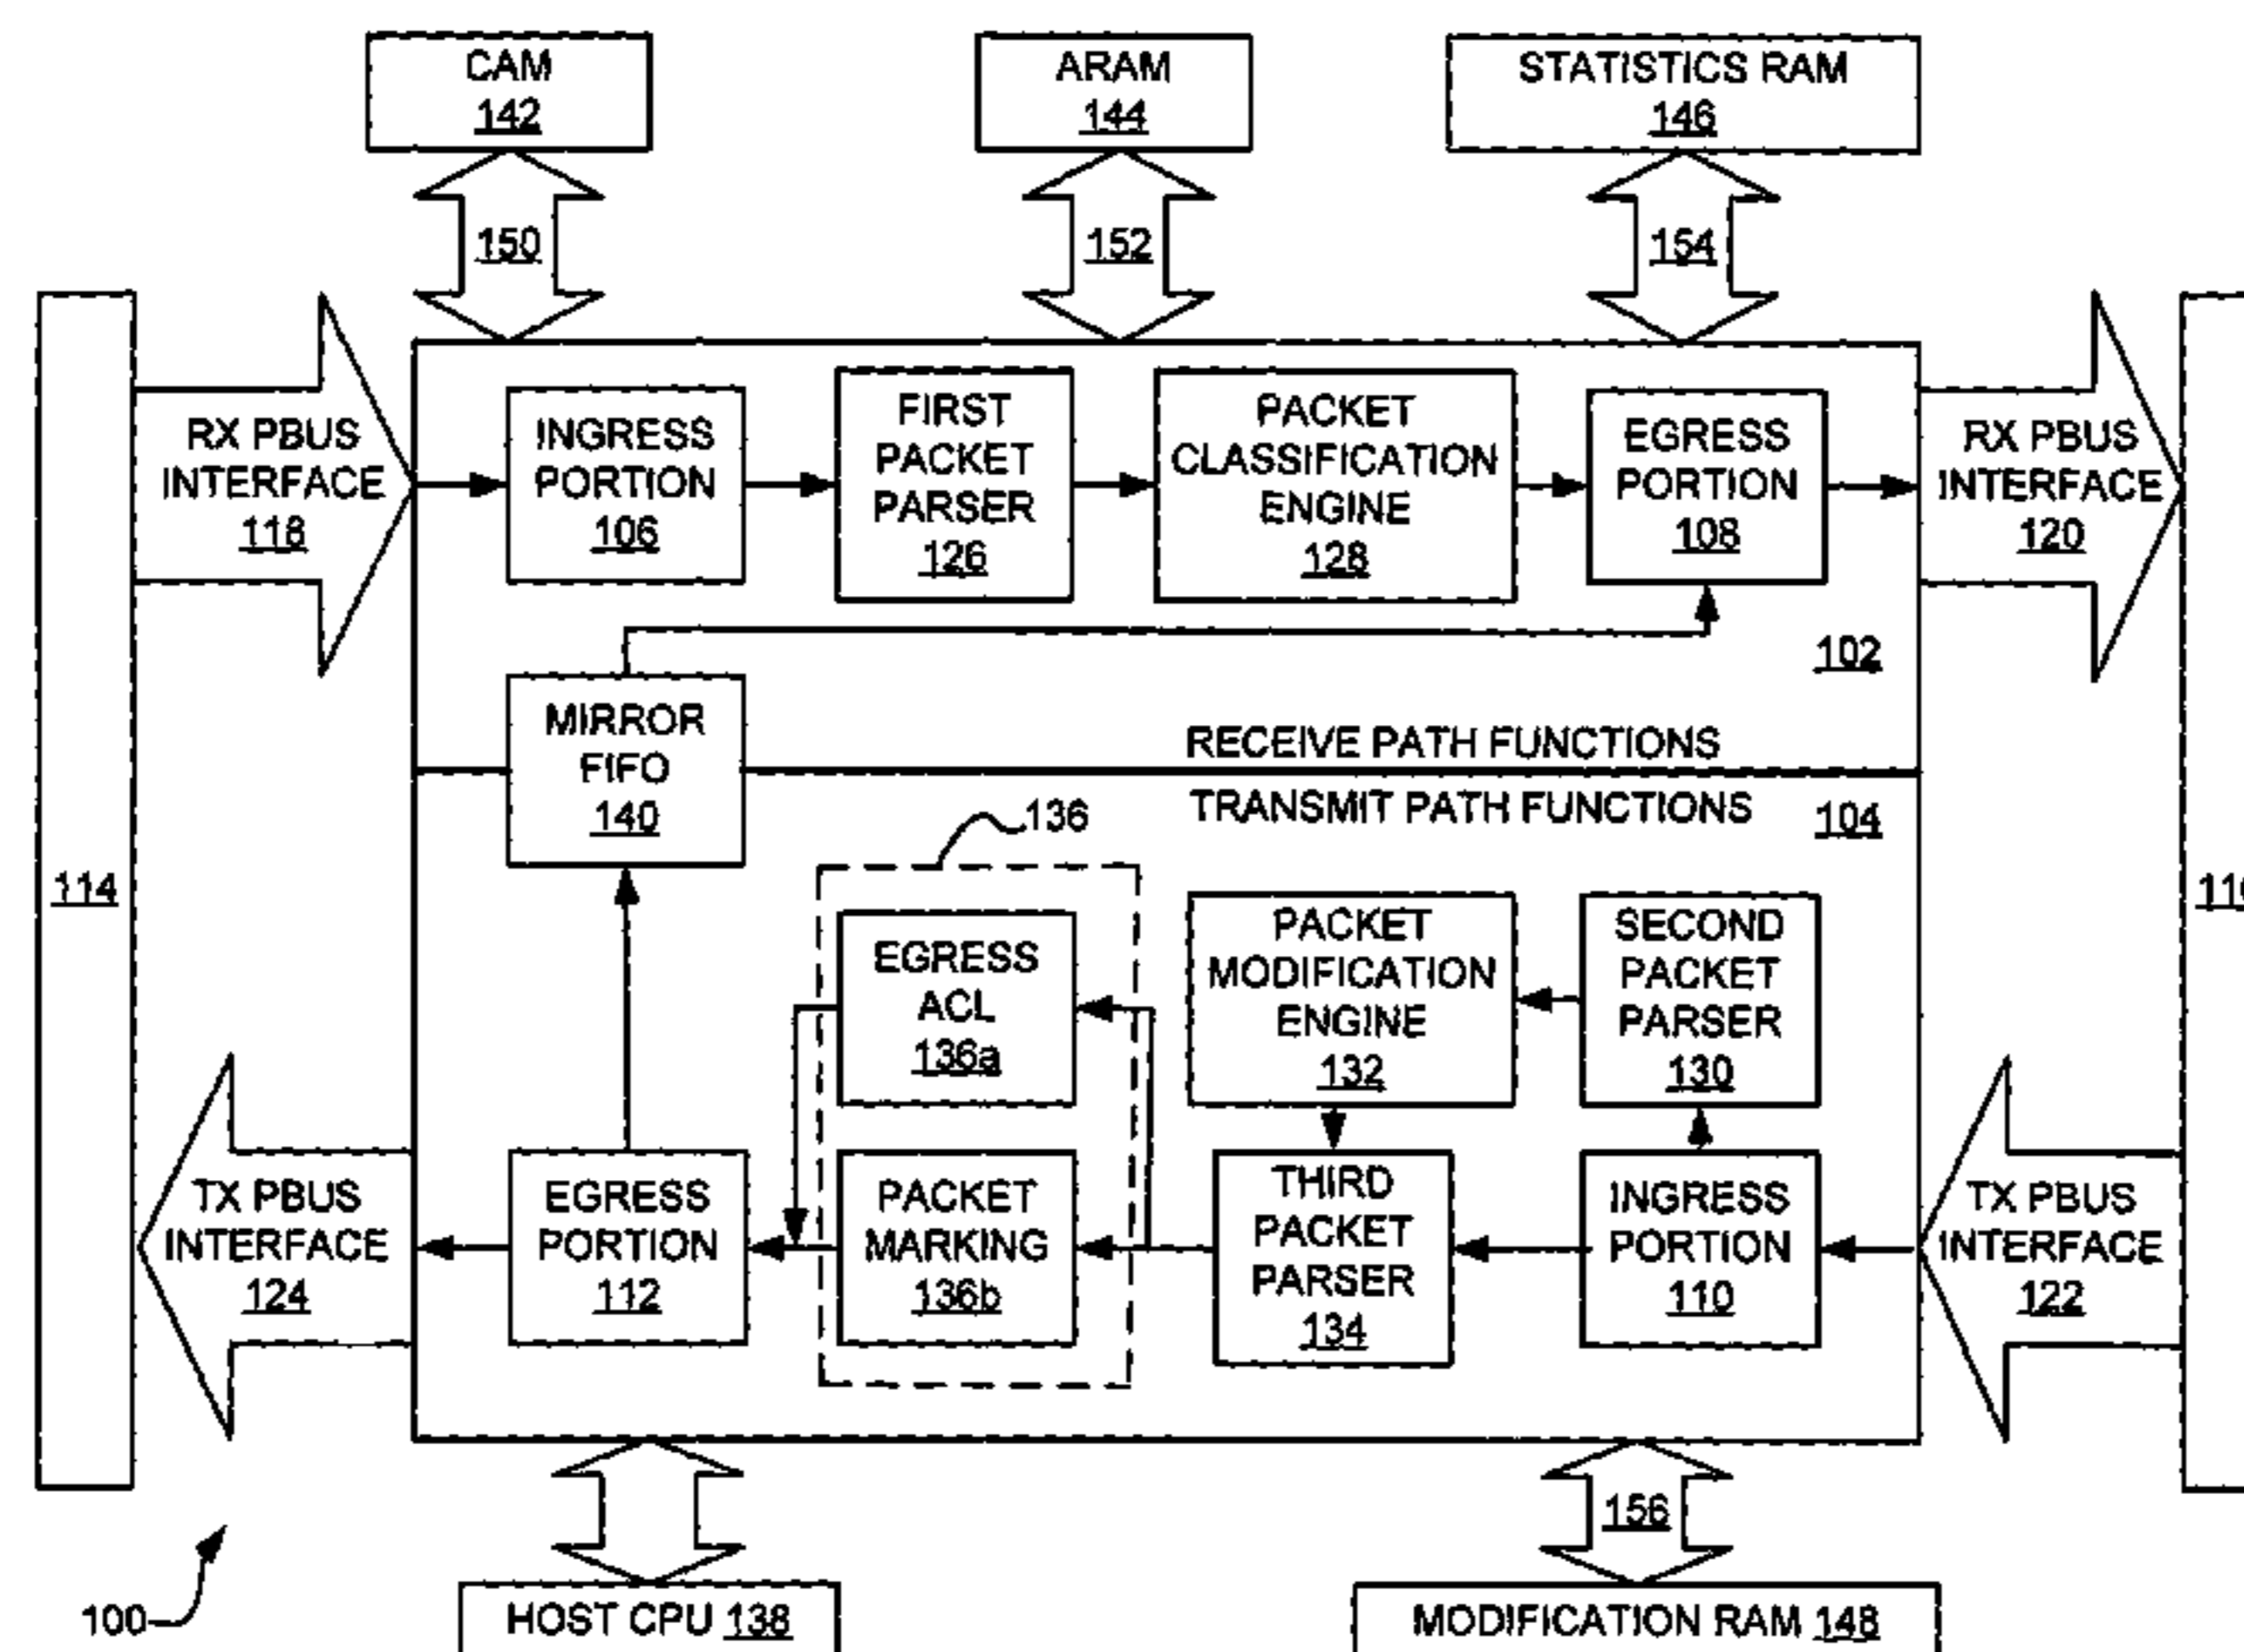 CAM
142
ARAM
144
STATISTICS RAM
146
150
152
154
RX PBUS
INTERFACE
118
INGRESS
PORTION
106
FIRST
PACKET
PARSER
126
PACKET
CLASSIFICATION
ENGINE
128
EGRESS
PORTION
108
RX PBUS
INTERFACE
120
102
MIRROR
FIFO
140
RECEIVE PATH FUNCTIONS
TRANSMIT PATH FUNCTIONS
104
136
114
EGRESS
ACL
136a
PACKET
MODIFICATION
ENGINE
132
SECOND
PACKET
PARSER
130
TX PBUS
INTERFACE
124
EGRESS
PORTION
112
PACKET
MARKING
136b
THIRD
PACKET
PARSER
134
INGRESS
PORTION
110
TX PBUS
INTERFACE
122
156
100
HOST CPU 138
MODIFICATION RAM 148